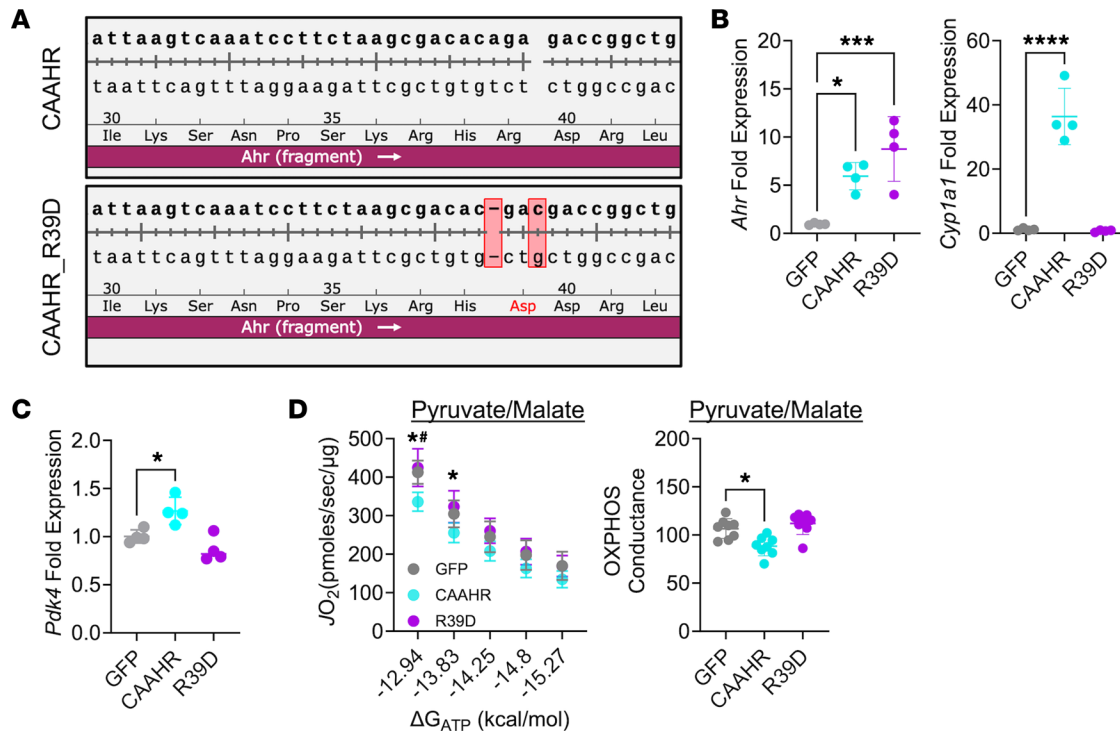 A
CAAHR
attaagtcaaatccttctaagcgacacaga gaccggctg
taattcagtttaggaagattcgctgtgtct ctggccgac
30 35 40
Ile Lys Ser Asn Pro Ser Lys Arg His Arg Asp Arg Leu
Ahr (fragment) →
CAAHR_R39D
attaagtcaaatccttctaagcgacac–gacgaccggctg
taattcagtttaggaagattcgctgtg–ctgctggccgac
30 35 40
Ile Lys Ser Asn Pro Ser Lys Arg His Asp Asp Arg Leu
Ahr (fragment) →
B
Ahr Fold Expression
20
15
10
5
0
***
*
GFP
CAAHR
R39D
Cyp1a1 Fold Expression
60
40
20
0
****
GFP
CAAHR
R39D
C
Pdk4 Fold Expression
2.0
1.5
1.0
0.5
0.0
*
GFP
CAAHR
R39D
D
Pyruvate/Malate
JO2(pmoles/sec/µg)
500
400
300
200
100
0
*#
*
GFP
CAAHR
R39D
-12.94
-13.83
-14.25
-14.8
-15.27
ΔGATP (kcal/mol)
Pyruvate/Malate
OXPHOS
Conductance
200
150
100
50
0
*
GFP
CAAHR
R39D